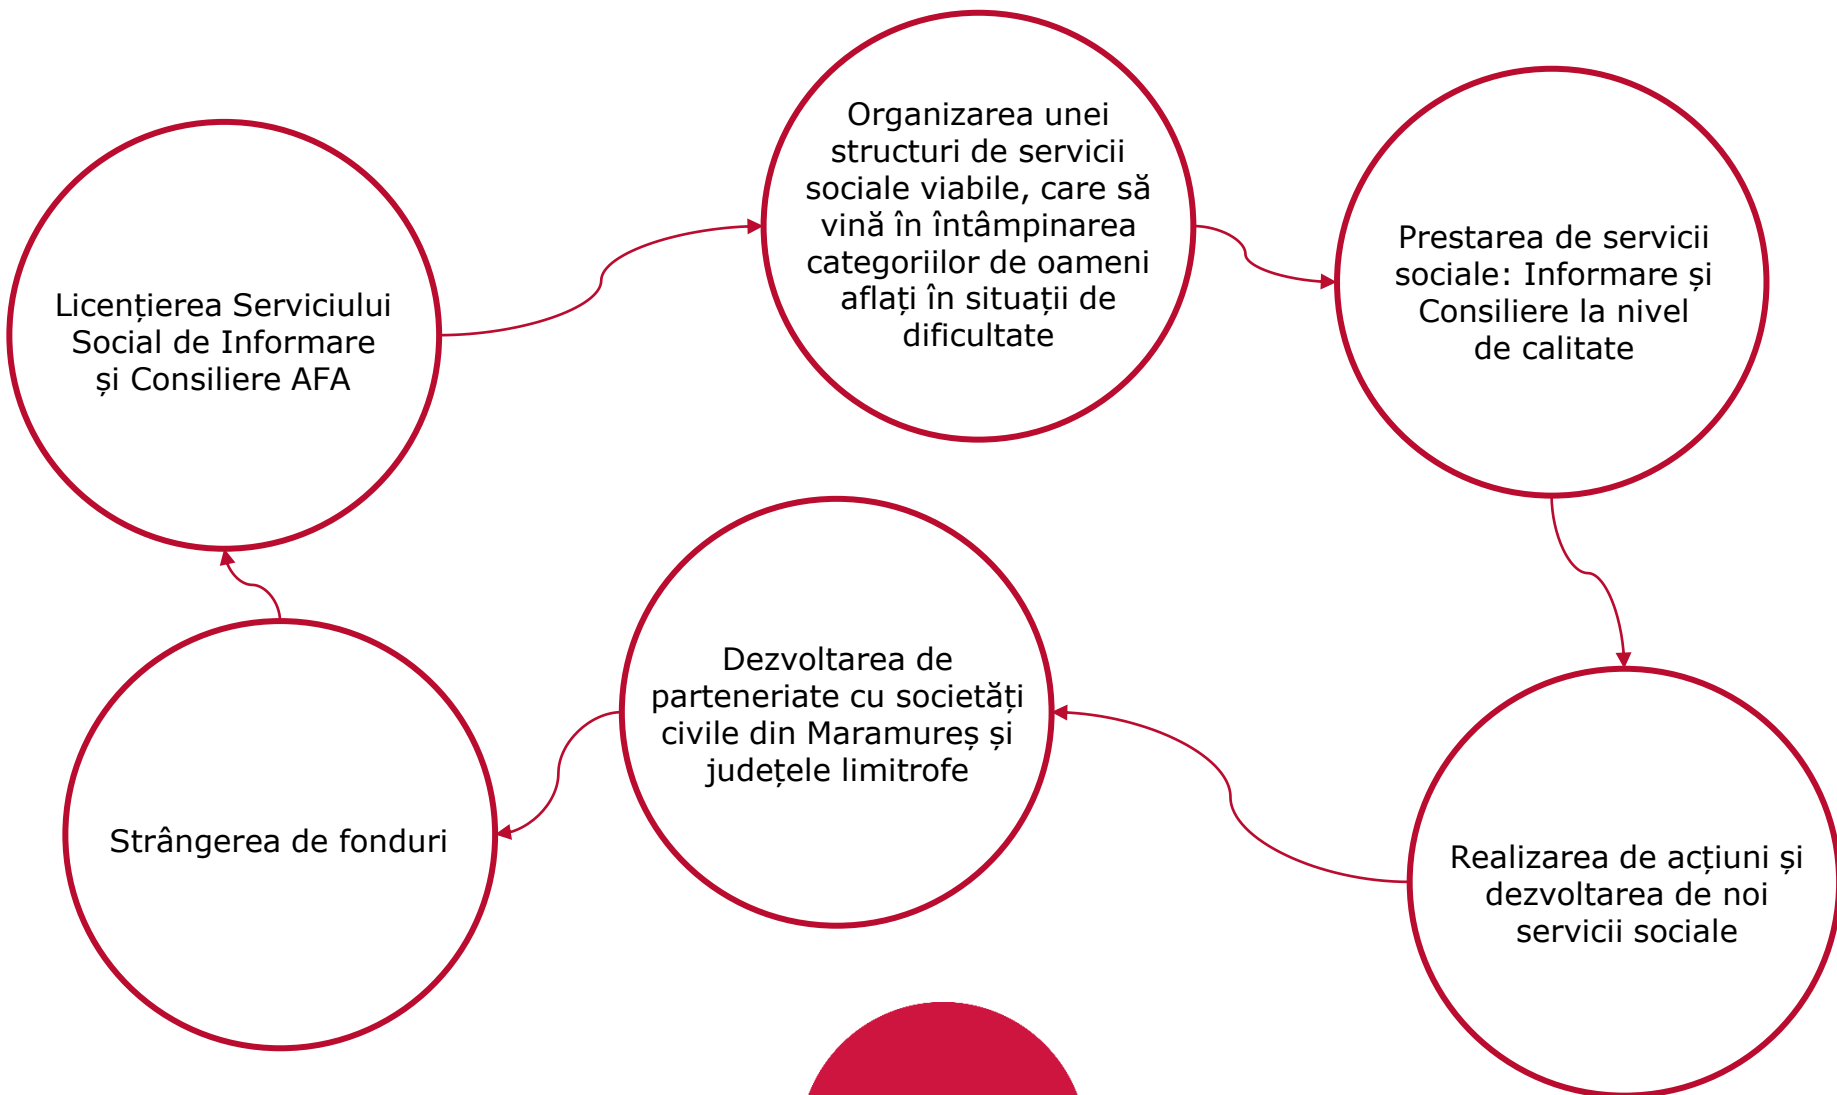 Licențierea Serviciului
Social de Informare
și Consiliere AFA
Organizarea unei
structuri de servicii
sociale viabile, care să
vină în întâmpinarea
categoriilor de oameni
aflați în situații de
dificultate
Prestarea de servicii
sociale: Informare și
Consiliere la nivel
de calitate
Realizarea de acțiuni și
dezvoltarea de noi
servicii sociale
Dezvoltarea de
parteneriate cu societăți
civile din Maramureș și
județele limitrofe
Strângerea de fonduri